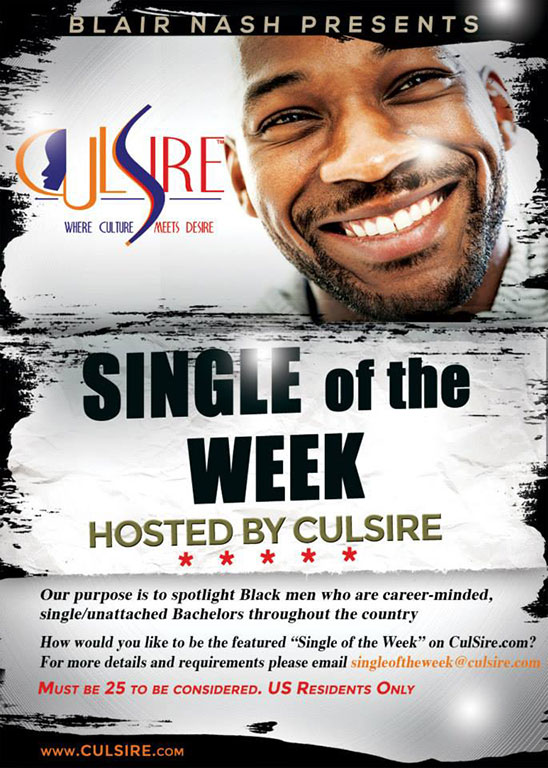 BLAIR NASH PRESENTS
CULSIRE™
WHERE CULTURE MEETS DESIRE
SINGLE of the
WEEK
HOSTED BY CULSIRE
* * * * *
Our purpose is to spotlight Black men who are career-minded,
single/unattached Bachelors throughout the country
How would you like to be the featured “Single of the Week” on CulSire.com?
For more details and requirements please email singleoftheweek@culsire.com
MUST BE 25 TO BE CONSIDERED. US RESIDENTS ONLY
WWW.CULSIRE.COM